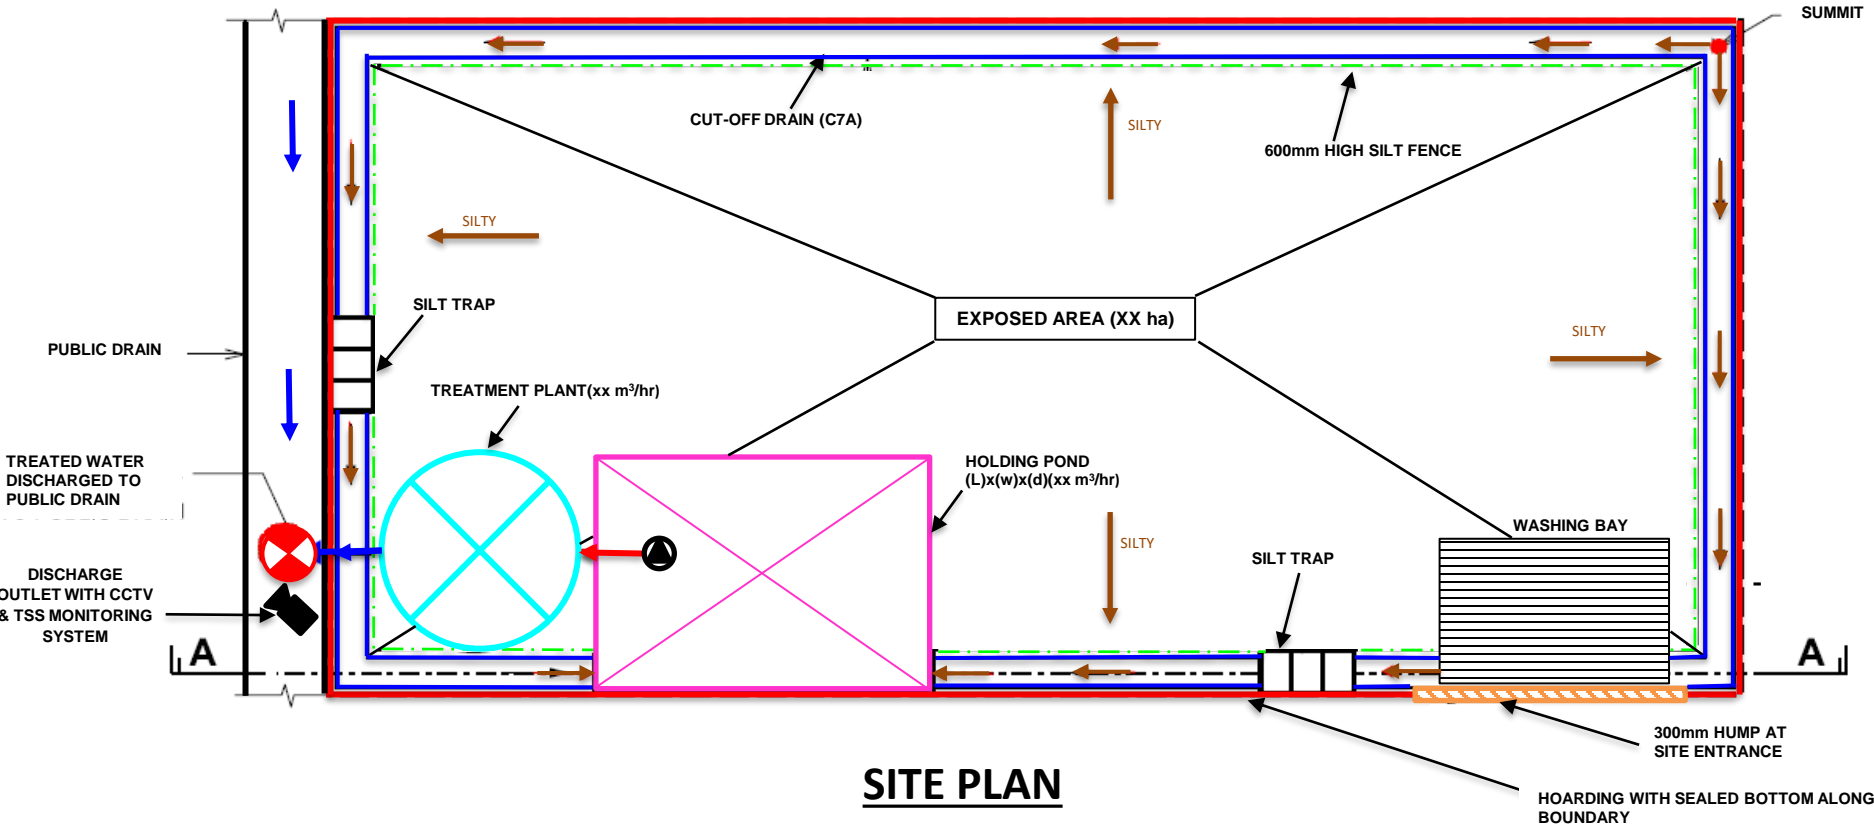 SUMMIT
CUT-OFF DRAIN (C7A)
SILTY
600mm HIGH SILT FENCE
SILTY
SILT TRAP
EXPOSED AREA (XX ha)
SILTY
PUBLIC DRAIN
TREATMENT PLANT(xx m³/hr)
TREATED WATER
DISCHARGED TO
PUBLIC DRAIN
HOLDING POND
(L)x(w)x(d)(xx m³/hr)
WASHING BAY
SILTY
SILT TRAP
DISCHARGE
OUTLET WITH CCTV
& TSS MONITORING
SYSTEM
A
A
300mm HUMP AT
SITE ENTRANCE
SITE PLAN
HOARDING WITH SEALED BOTTOM ALONG
BOUNDARY